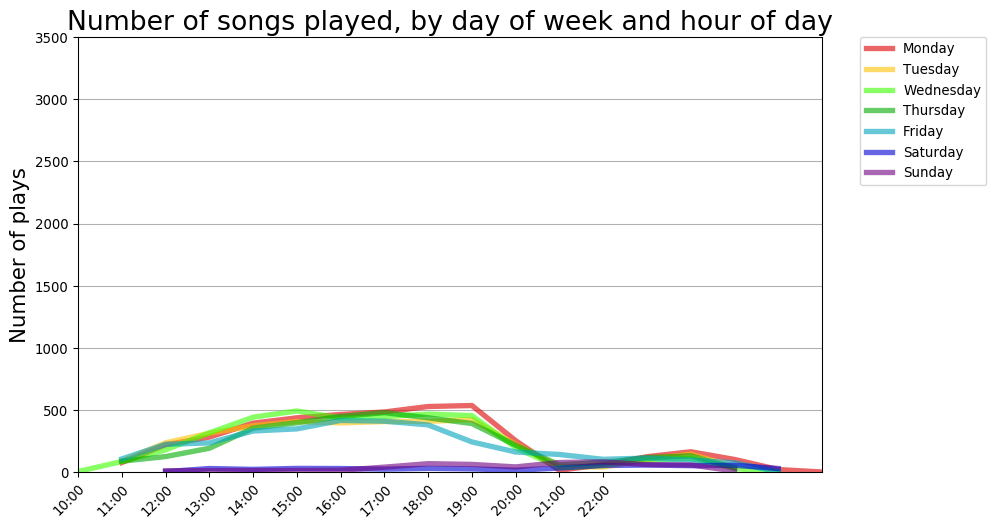 Number of songs played, by day of week and hour of day
Number of plays
3500
3000
2500
2000
1500
1000
500
0
10:00
11:00
12:00
13:00
14:00
15:00
16:00
17:00
18:00
19:00
20:00
21:00
22:00
Monday
Tuesday
Wednesday
Thursday
Friday
Saturday
Sunday